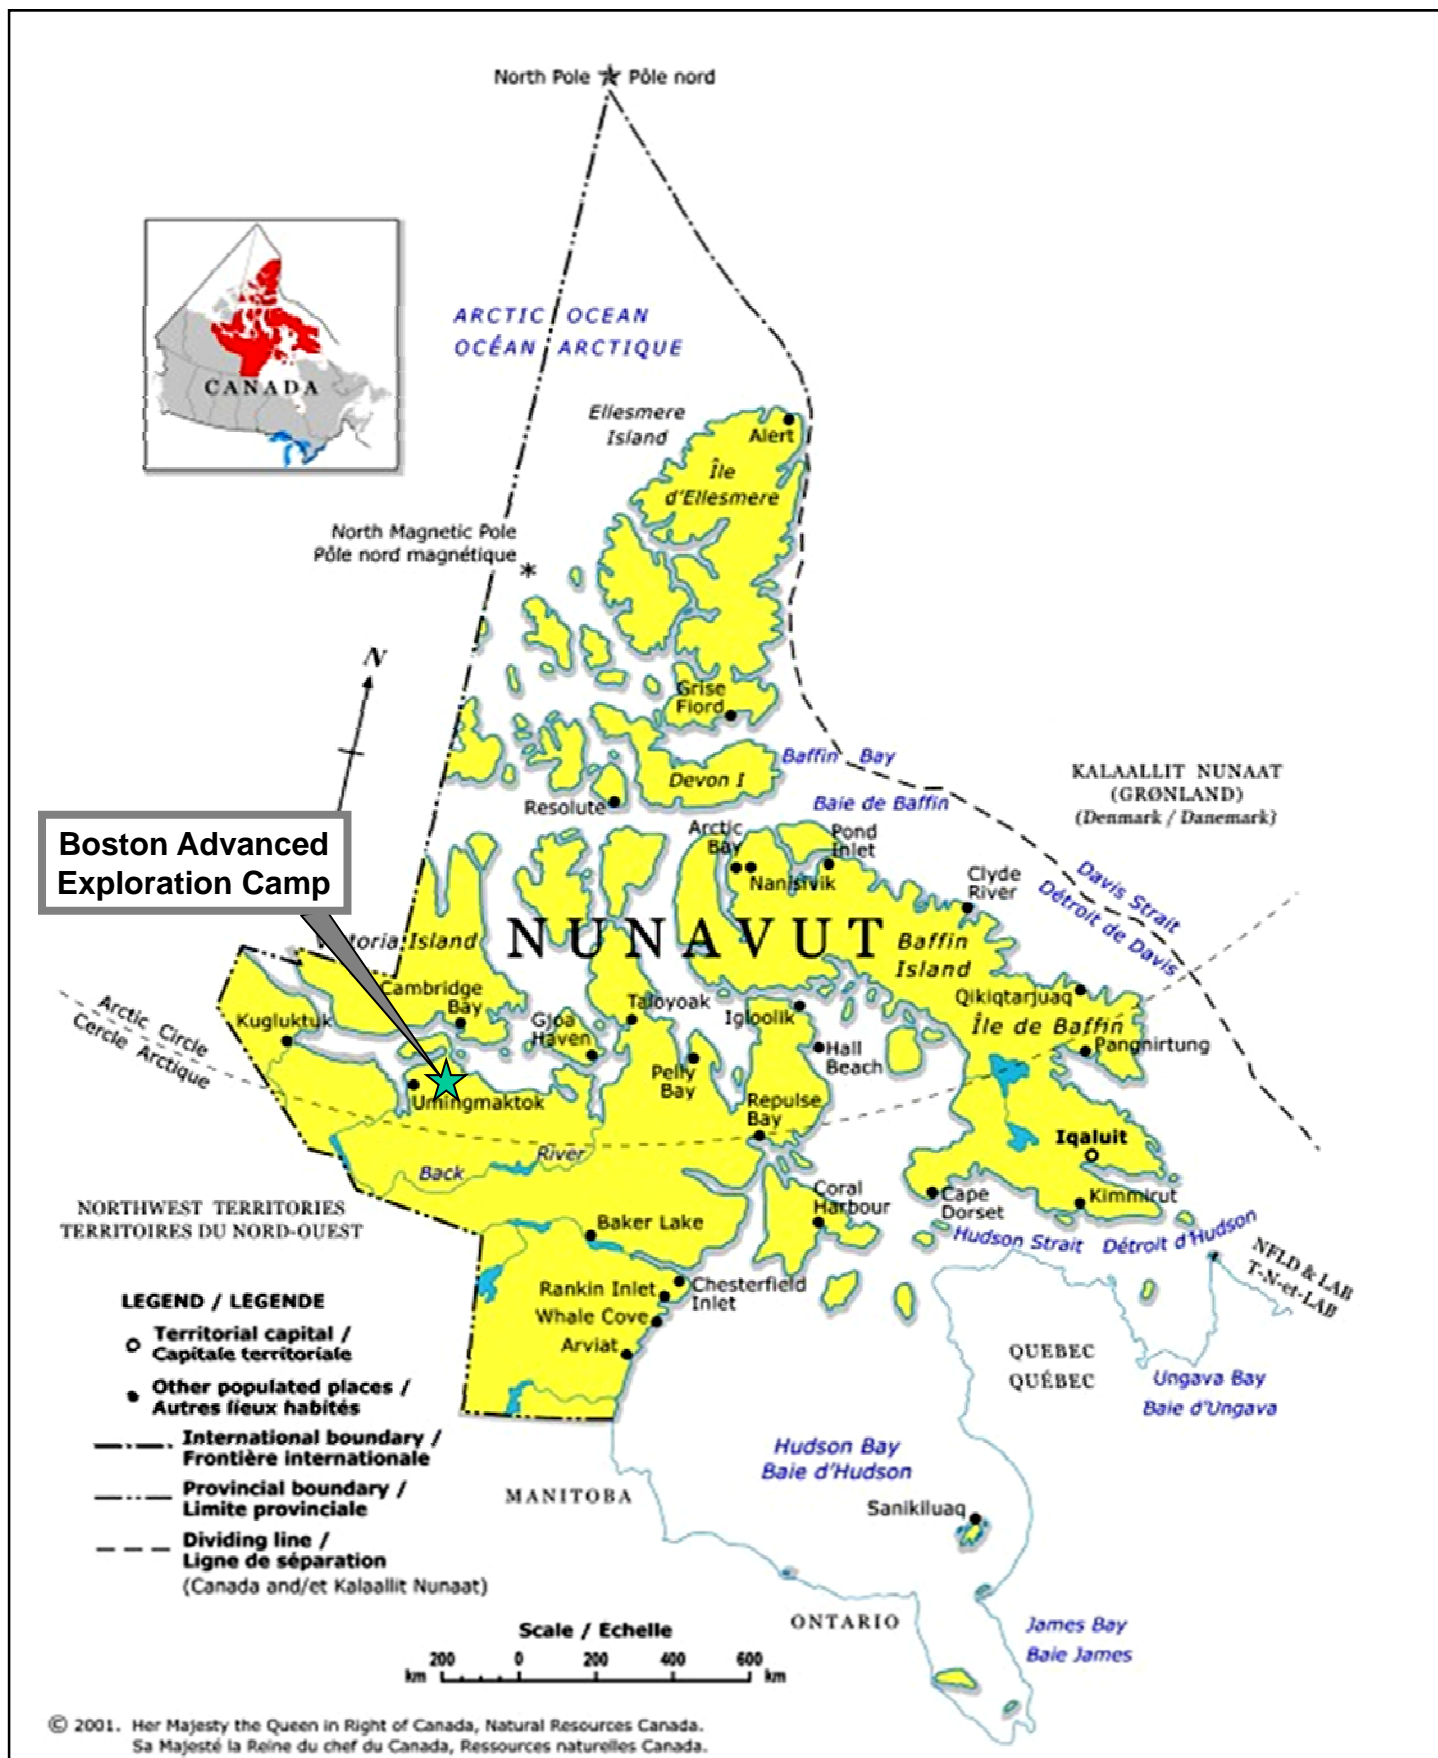 North Pole Pôle nord
CANADA
ARCTIC OCEAN
OCÉAN ARCTIQUE
Ellesmere
Island
Alert
Île
d'Ellesmere
North Magnetic Pole
Pôle nord magnétique
N
Grise
Fiord
Baffin Bay
Devon I
Baie de Baffin
KALAALLIT NUNAAT
(GRØNLAND)
(Denmark / Danemark)
Resolute
Boston Advanced
Exploration Camp
Arctic
Bay
Pond
Inlet
Nanisivik
Clyde
River
Davis Strait
Détroit de Davis
toria Island
NUNAVUT
Baffin
Island
Cambridge
Bay
Taloyoak
Igloolik
Qikiqtarjuaq
Arctic Circle
Cercle Arctique
Kugluktuk
Gjoa
Haven
Île de Baffin
Pangnirtung
Hall
Beach
Pelly
Bay
Umingmaktok
Repulse
Bay
Iqaluit
Back River
NORTHWEST TERRITORIES
TERRITOIRES DU NORD-OUEST
Coral
Harbour
Cape
Dorset
Kimmirut
Baker Lake
Hudson Strait Détroit d'Hudson
NFLD & LAB
T-N-et-LAB
Rankin Inlet
Chesterfield
Inlet
Whale Cove
Arviat
LEGEND / LÉGENDE
Territorial capital /
Capitale territoriale
Other populated places /
Autres lieux habités
International boundary /
Frontière internationale
Provincial boundary /
Limite provinciale
Dividing line /
Ligne de séparation
(Canada and/et Kalaallit Nunaat)
QUEBEC
QUÉBEC
Ungava Bay
Baie d'Ungava
Hudson Bay
Baie d'Hudson
MANITOBA
Sanikiluaq
ONTARIO
James Bay
Baie James
Scale / Échelle
200 0 200 400 600
km km
© 2001. Her Majesty the Queen in Right of Canada, Natural Resources Canada.
Sa Majesté la Reine du chef du Canada, Ressources naturelles Canada.